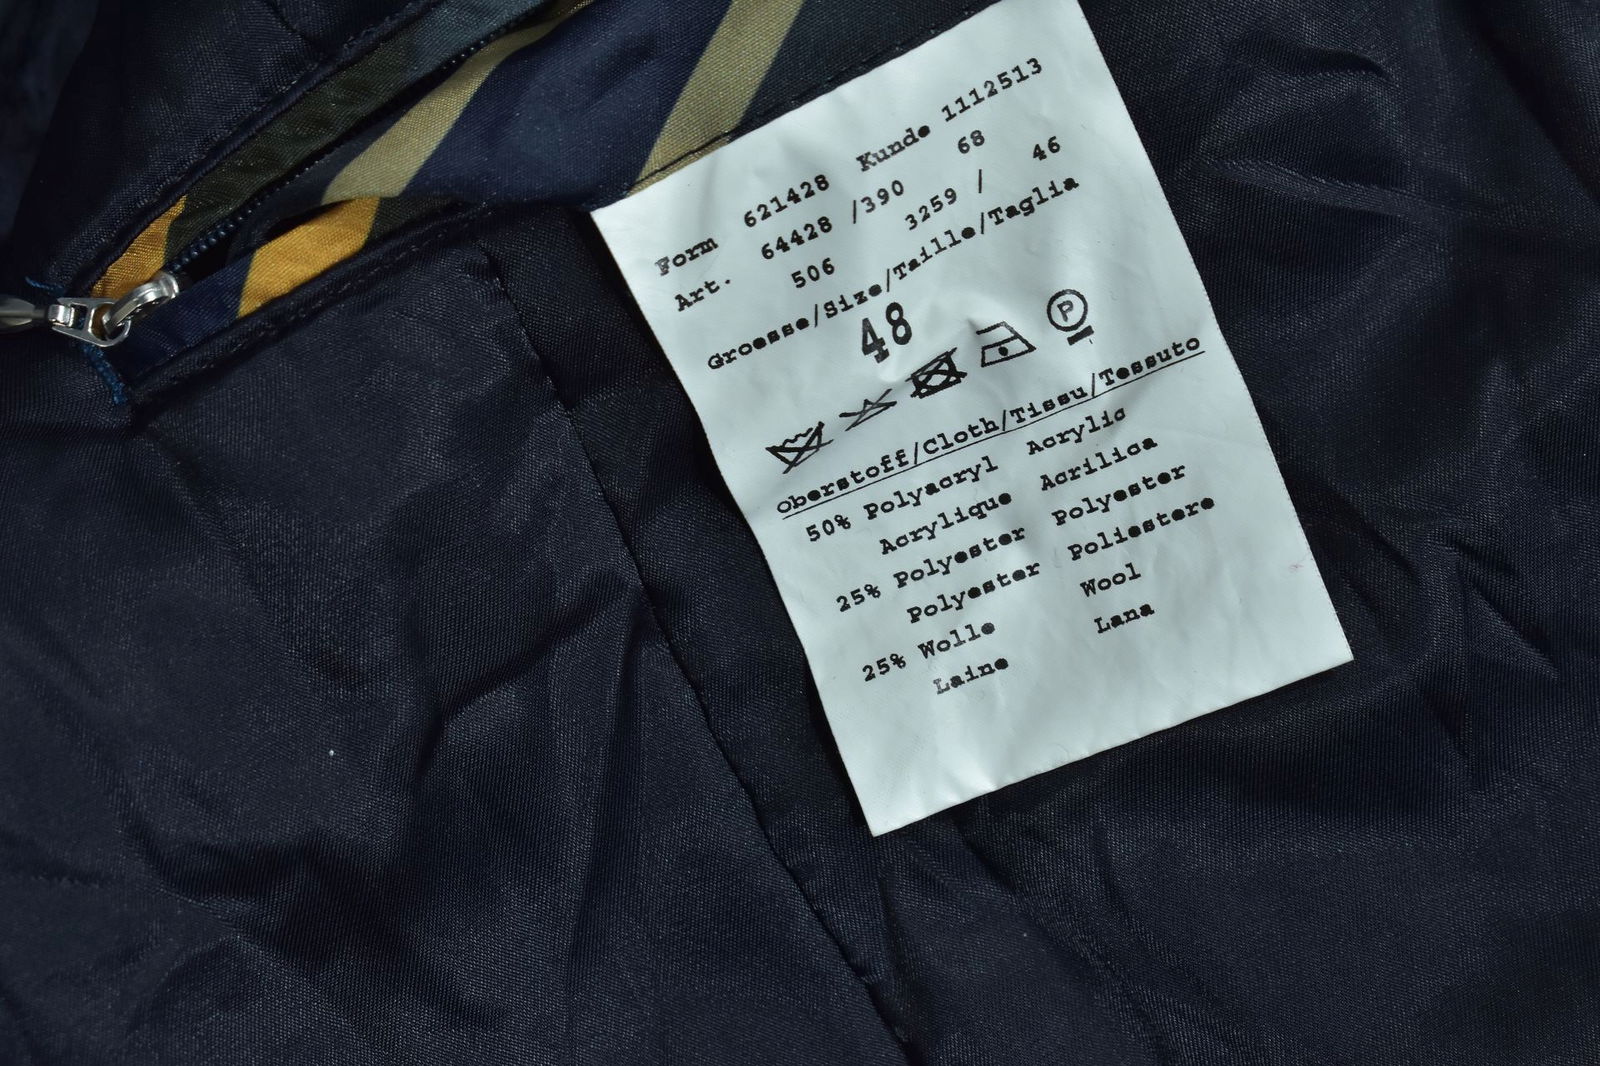 Form 621428 Kunde 1112513
Art. 64428 /390 68
506 3259 / 46
Groesse/Size/Taille/Taglia
48
P
Oberstoff/Cloth/Tissu/Tessuto
50% Polyacryl Acrylic
Acrylique Acrilica
25% Polyester Polyester
Polyester Poliestere
25% Wolle Wool
Laine Lana